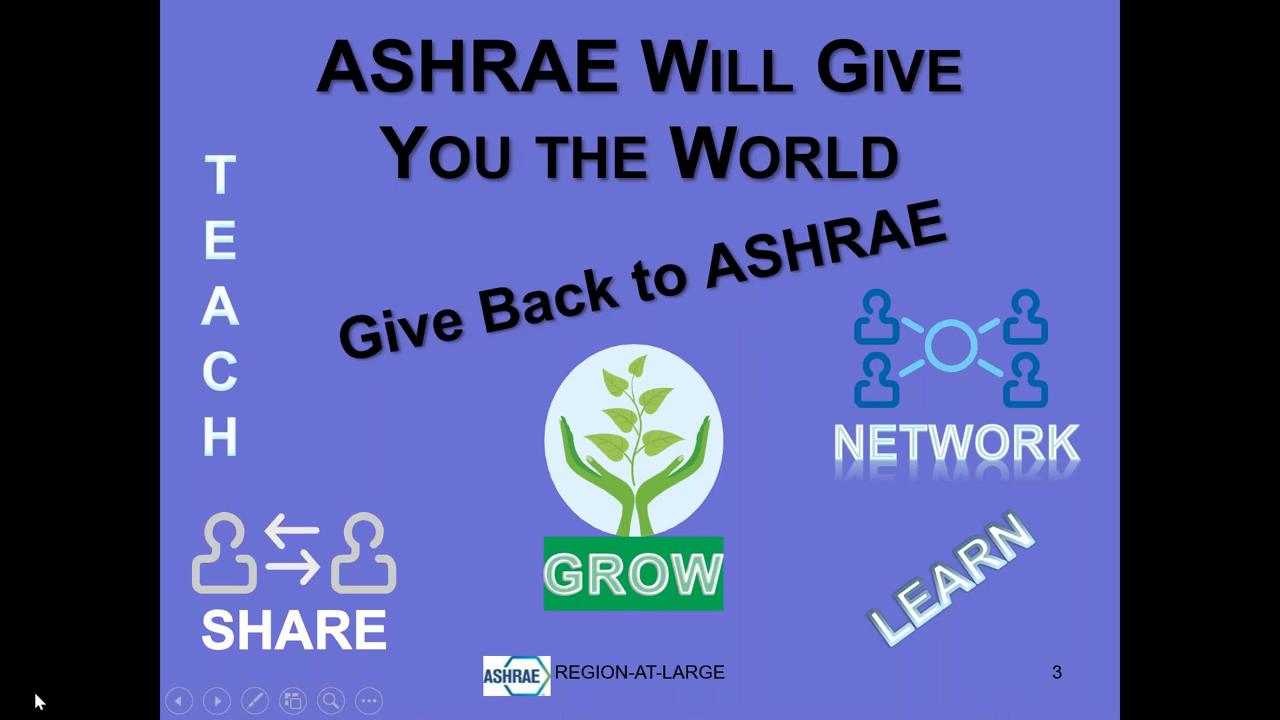 ASHRAE WILL GIVE
YOU THE WORLD
Give Back to ASHRAE
TEACH
NETWORK
GROW
LEARN
SHARE
ASHRAE REGION-AT-LARGE 3